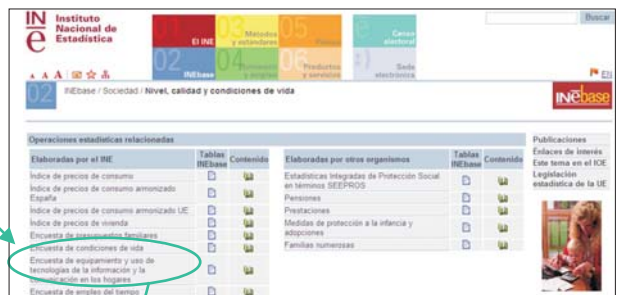 INe
Instituto
Nacional de
Estadística
01
El INE
03
Métodos
y estándares
05
Prensa
Censo
electoral
Buscar
02
INEbase
04
Formación
y empleo
06
Productos
y servicios
Sede
electrónica
A A A
EN
02
INEbase / Sociedad / Nivel, calidad y condiciones de vida
INebase
Operaciones estadísticas relacionadas
Elaboradas por el INE
Tablas INEbase
Contenido
Índice de precios de consumo
Índice de precios de consumo armonizado
España
Índice de precios de consumo armonizado UE
Índice de precios de vivienda
Encuesta de presupuestos familiares
Encuesta de condiciones de vida
Encuesta de equipamiento y uso de
tecnologías de la información y la
comunicación en los hogares
Encuesta de empleo del tiempo
Elaboradas por otros organismos
Tablas INEbase
Contenido
Estadísticas Integradas de Protección Social
en términos SEEPROS
Pensiones
Prestaciones
Medidas de protección a la infancia y
adopciones
Familias numerosas
Publicaciones
Enlaces de interés
Este tema en el IOE
Legislación
estadística de la UE